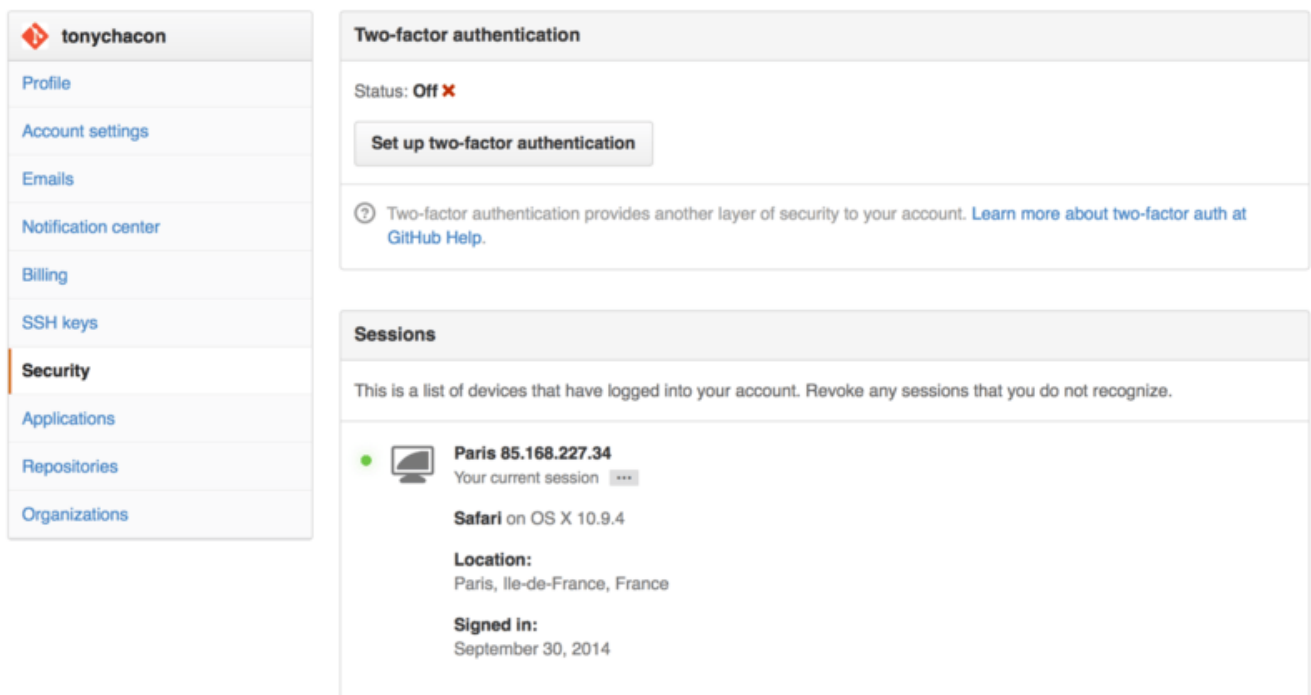 tonychacon
Profile
Account settings
Emails
Notification center
Billing
SSH keys
Security
Applications
Repositories
Organizations
Two-factor authentication
Status: Off
Set up two-factor authentication
Two-factor authentication provides another layer of security to your account. Learn more about two-factor auth at
GitHub Help.
Sessions
This is a list of devices that have logged into your account. Revoke any sessions that you do not recognize.
Paris 85.168.227.34
Your current session ...
Safari on OS X 10.9.4
Location:
Paris, Ile-de-France, France
Signed in:
September 30, 2014